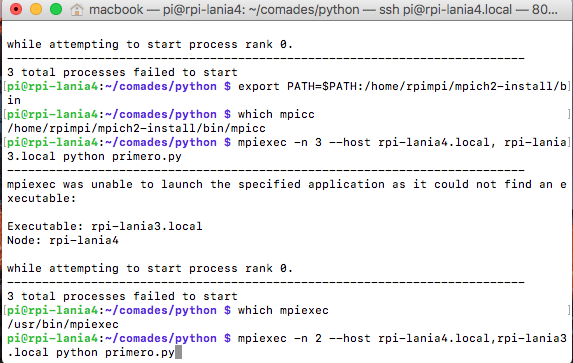 macbook — pi@rpi-lania4: ~/comades/python — ssh pi@rpi-lania4.local — 80...
while attempting to start process rank 0.
--------------------------------------------------------------------------
3 total processes failed to start
pi@rpi-lania4:~/comades/python $ export PATH=$PATH:/home/rpimpi/mpich2-install/b
in
pi@rpi-lania4:~/comades/python $ which mpicc
/home/rpimpi/mpich2-install/bin/mpicc
pi@rpi-lania4:~/comades/python $ mpiexec -n 3 --host rpi-lania4.local, rpi-lania
3.local python primero.py
--------------------------------------------------------------------------
mpiexec was unable to launch the specified application as it could not find an e
xecutable:
Executable: rpi-lania3.local
Node: rpi-lania4
while attempting to start process rank 0.
--------------------------------------------------------------------------
3 total processes failed to start
pi@rpi-lania4:~/comades/python $ which mpiexec
/usr/bin/mpiexec
pi@rpi-lania4:~/comades/python $ mpiexec -n 2 --host rpi-lania4.local,rpi-lania3
.local python primero.py